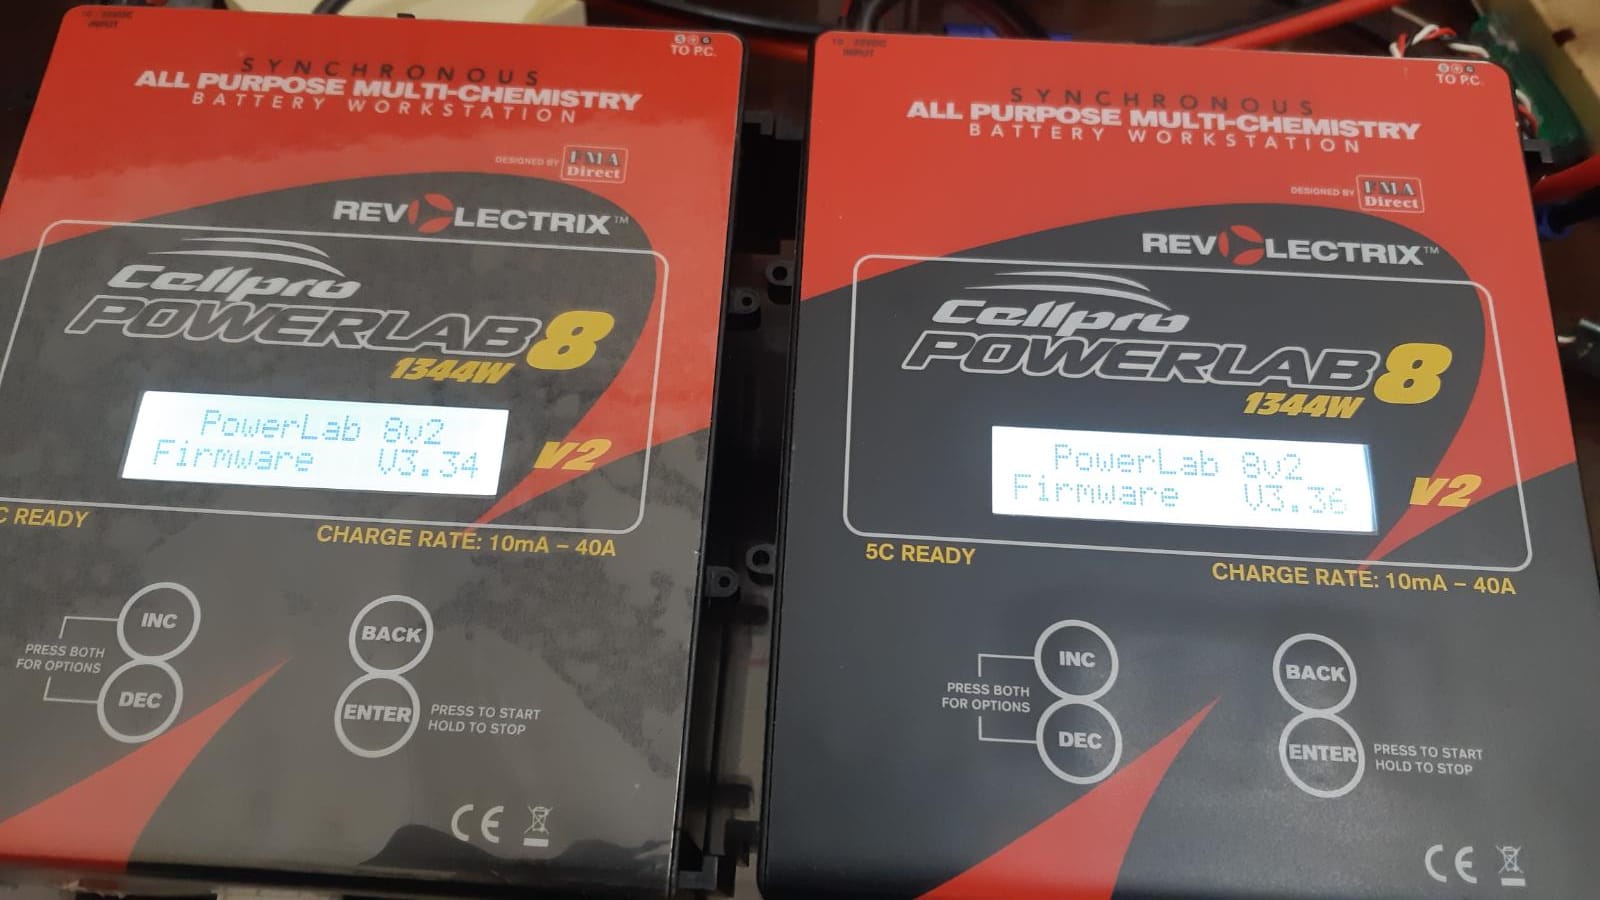 10 - 32VDC
INPUT
S + G
TO P.C.
SYNCHRONOUS
ALL PURPOSE MULTI-CHEMISTRY
BATTERY WORKSTATION
DESIGNED BY FMA Direct
REVOLECTRIX™
Cellpro
POWERLAB 8
1344W
PowerLab 8v2
Firmware V3.34
v2
C READY
CHARGE RATE: 10mA – 40A
INC
DEC
PRESS BOTH
FOR OPTIONS
BACK
ENTER
PRESS TO START
HOLD TO STOP
CE
INPUT
S + G
TO P.C.
SYNCHRONOUS
ALL PURPOSE MULTI-CHEMISTRY
BATTERY WORKSTATION
DESIGNED BY FMA Direct
REVOLECTRIX™
Cellpro
POWERLAB 8
1344W
PowerLab 8v2
Firmware V3.36
v2
5C READY
CHARGE RATE: 10mA – 40A
INC
DEC
PRESS BOTH
FOR OPTIONS
BACK
ENTER
PRESS TO START
HOLD TO STOP
CE